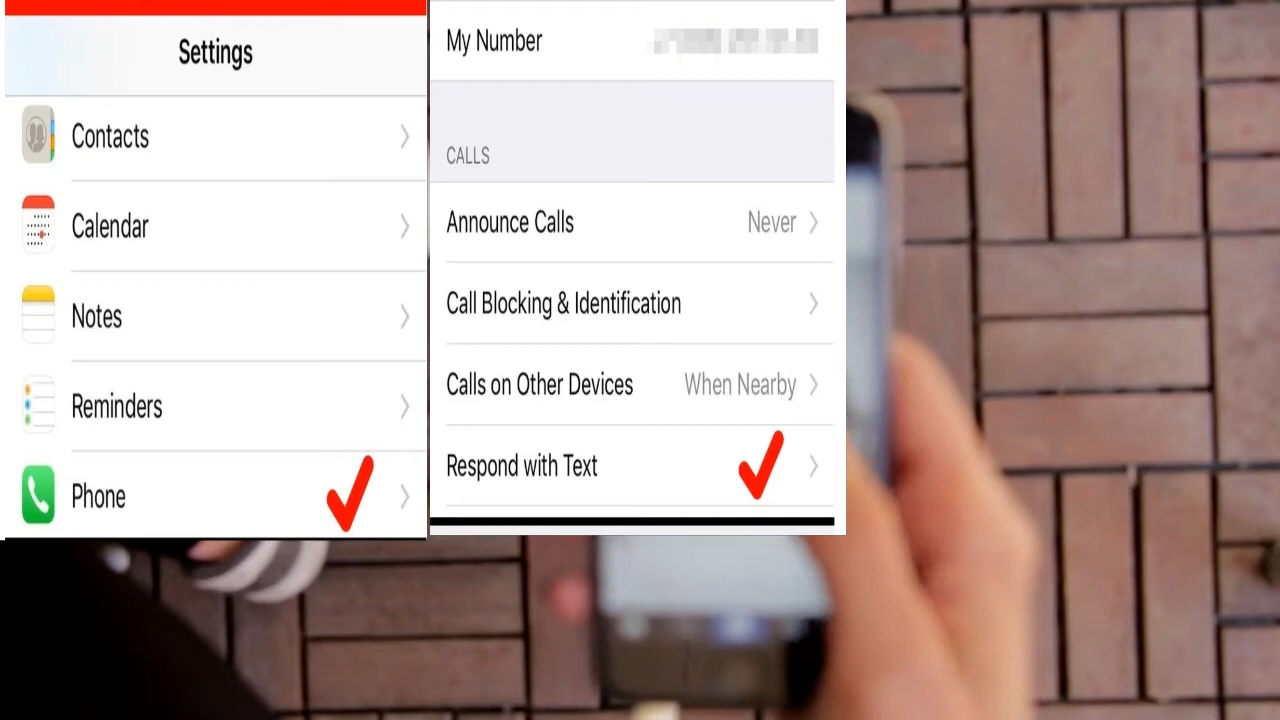 Settings
Contacts
Calendar
Notes
Reminders
Phone
My Number
CALLS
Announce Calls Never
Call Blocking & Identification
Calls on Other Devices When Nearby
Respond with Text